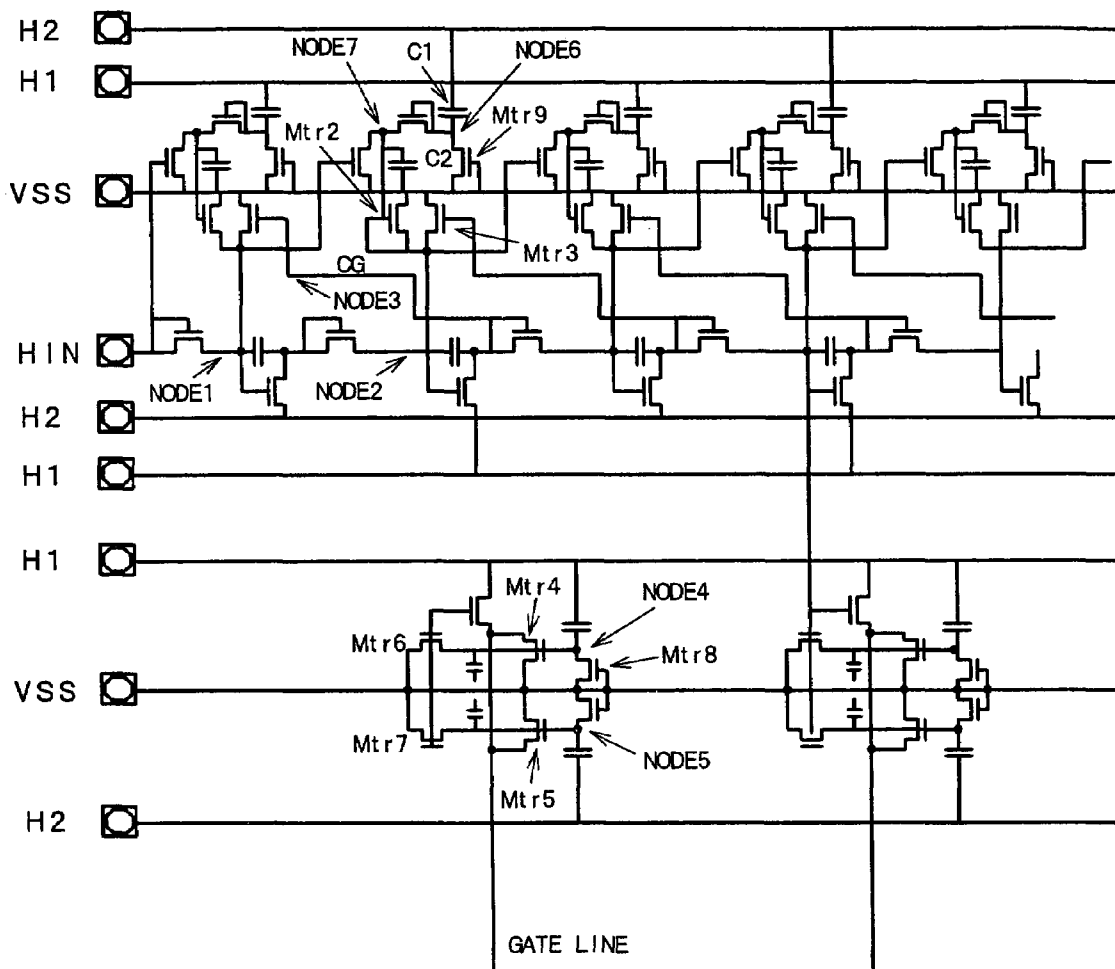 H2
NODE7
C1
NODE6
H1
Mtr2
Mtr9
C2
VSS
Mtr3
CG
NODE3
HIN
NODE1
NODE2
H2
H1
H1
Mtr4
NODE4
Mtr6
Mtr8
VSS
Mtr7
NODE5
Mtr5
H2
GATE LINE